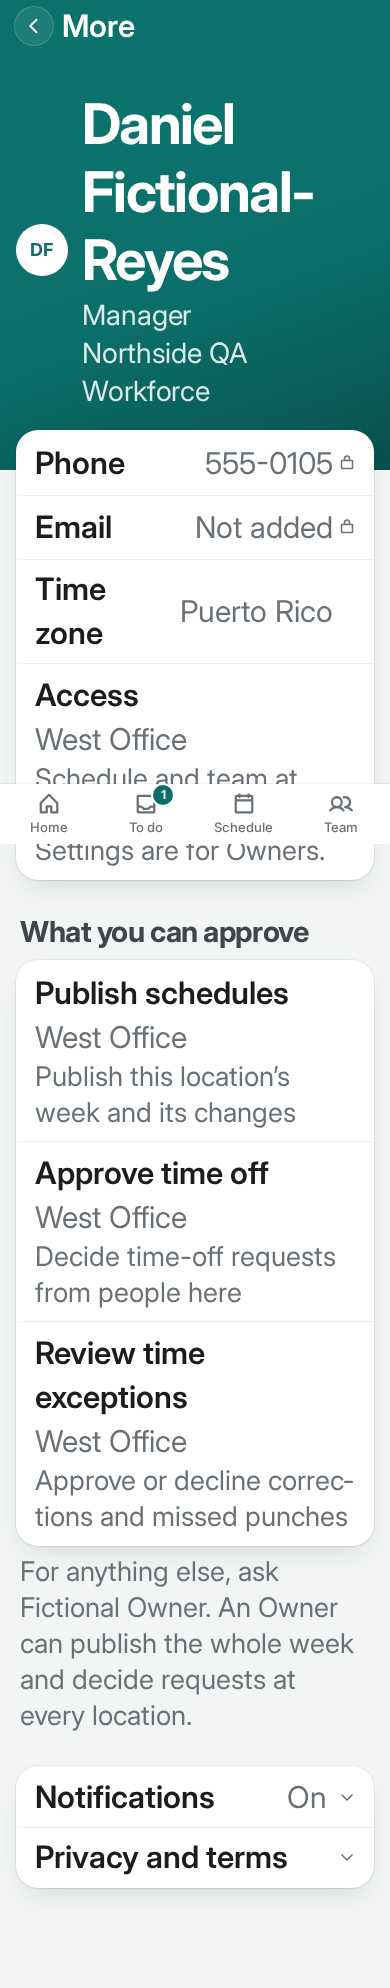 More
Daniel
Fictional-
DF
Reyes
Manager
Northside QA
Workforce
Phone 555-0105
Email Not added
Time
zone
Puerto Rico
Access
West Office
Schedule and team at
1
Home To do Schedule Team
Settings are for Owners.
What you can approve
Publish schedules
West Office
Publish this location’s
week and its changes
Approve time off
West Office
Decide time-off requests
from people here
Review time
exceptions
West Office
Approve or decline correc-
tions and missed punches
For anything else, ask
Fictional Owner. An Owner
can publish the whole week
and decide requests at
every location.
Notifications On
Privacy and terms